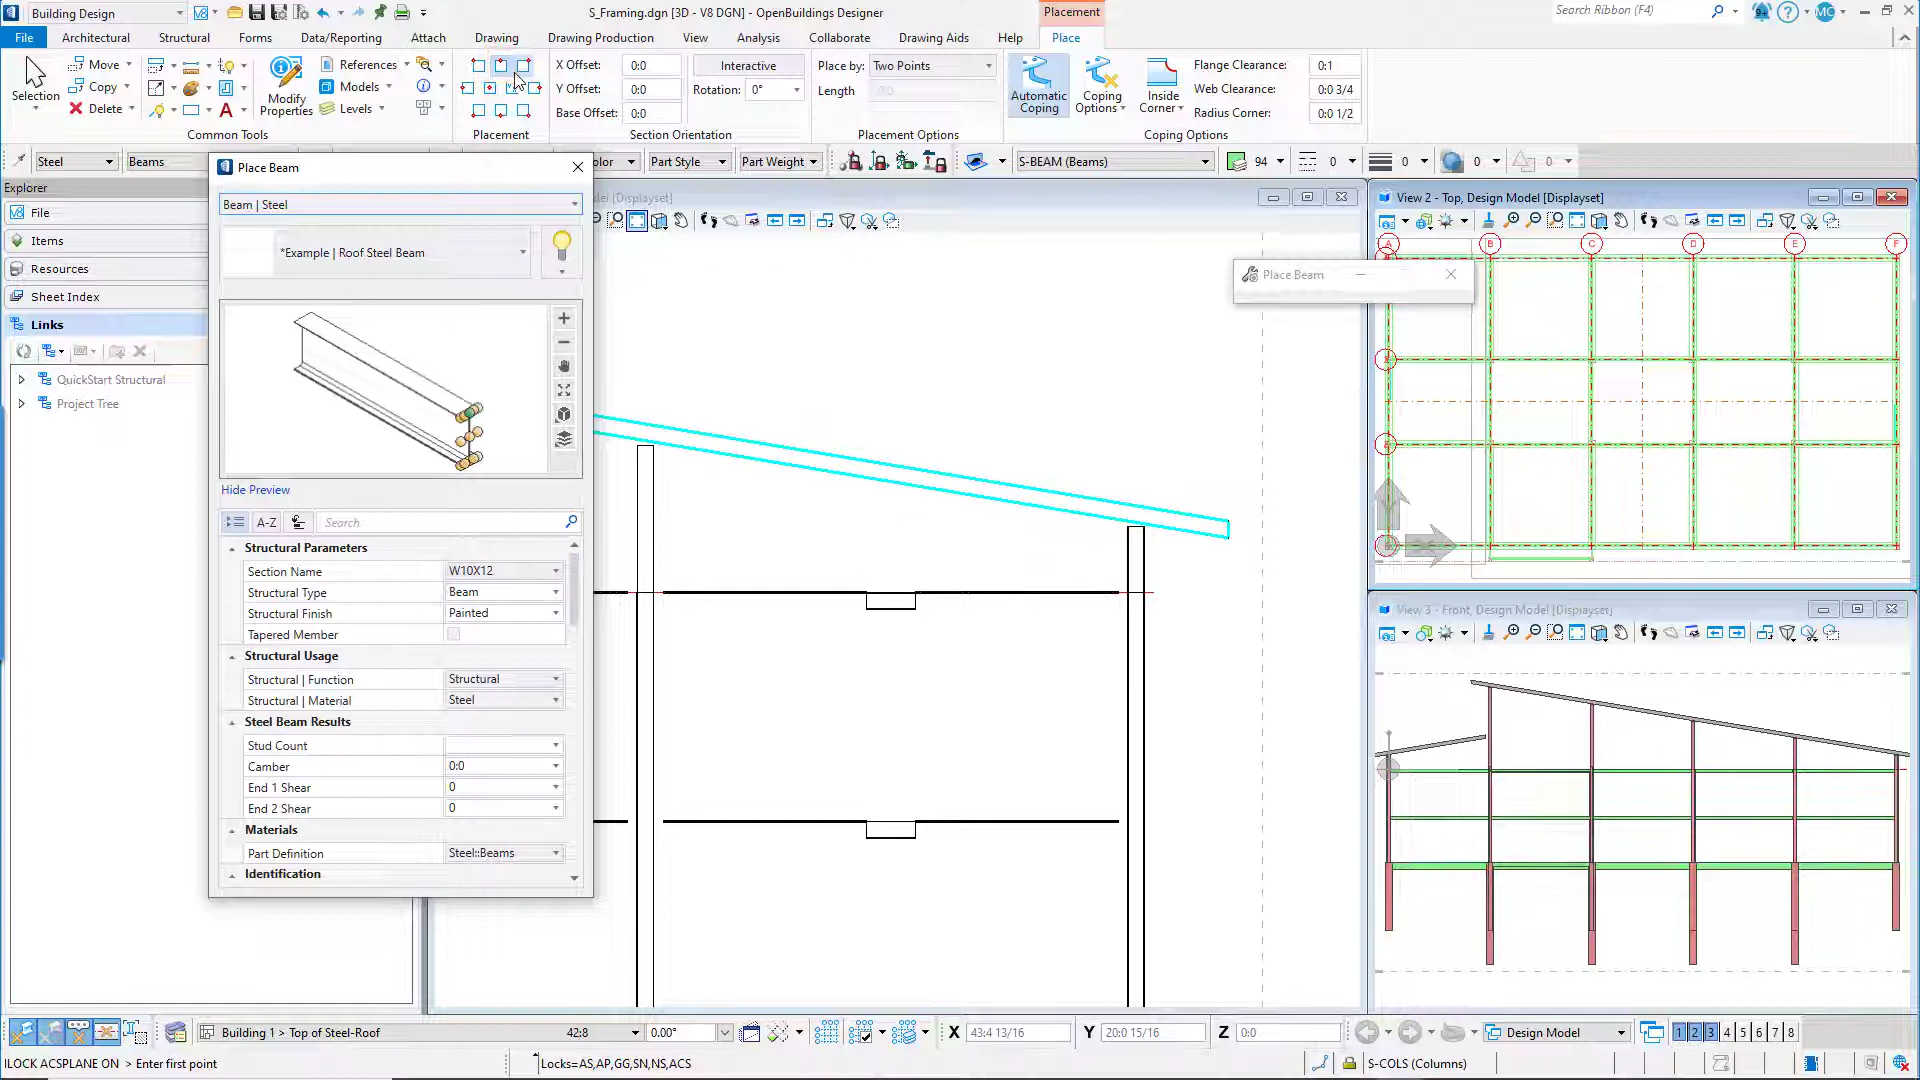 Building Design
S_Framing.dgn [3D - V8 DGN] - OpenBuildings Designer
Placement
Search Ribbon (F4)
MC
File
Architectural
Structural
Forms
Data/Reporting
Attach
Drawing
Drawing Production
View
Analysis
Collaborate
Drawing Aids
Help
Place
Selection
Move
Copy
Delete
Modify Properties
References
Models
Levels
Common Tools
Placement
X Offset: 0:0
Y Offset: 0:0
Base Offset: 0:0
Interactive
Rotation: 0°
Section Orientation
Place by: Two Points
Length
Placement Options
Automatic Coping
Coping Options
Inside Corner
Flange Clearance: 0:1
Web Clearance: 0:0 3/4
Radius Corner: 0:0 1/2
Coping Options
Steel
Beams
olor
Part Style
Part Weight
S-BEAM (Beams)
94
0
0
0
0
Explorer
File
Items
Resources
Sheet Index
Links
QuickStart Structural
Project Tree
Place Beam
Beam | Steel
*Example | Roof Steel Beam
Hide Preview
A-Z
Search
Structural Parameters
Section Name W10X12
Structural Type Beam
Structural Finish Painted
Tapered Member
Structural Usage
Structural | Function Structural
Structural | Material Steel
Steel Beam Results
Stud Count
Camber 0:0
End 1 Shear 0
End 2 Shear 0
Materials
Part Definition Steel::Beams
Identification
del [Displayset]
Place Beam
View 2 - Top, Design Model [Displayset]
A B C D E F
View 3 - Front, Design Model [Displayset]
Building 1 > Top of Steel-Roof 42:8
0.00°
X 43:4 13/16
Y 20:0 15/16
Z 0:0
Design Model
1 2 3 4 5 6 7 8
ILOCK ACSPLANE ON > Enter first point
Locks=AS,AP,GG,SN,NS,ACS
S-COLS (Columns)